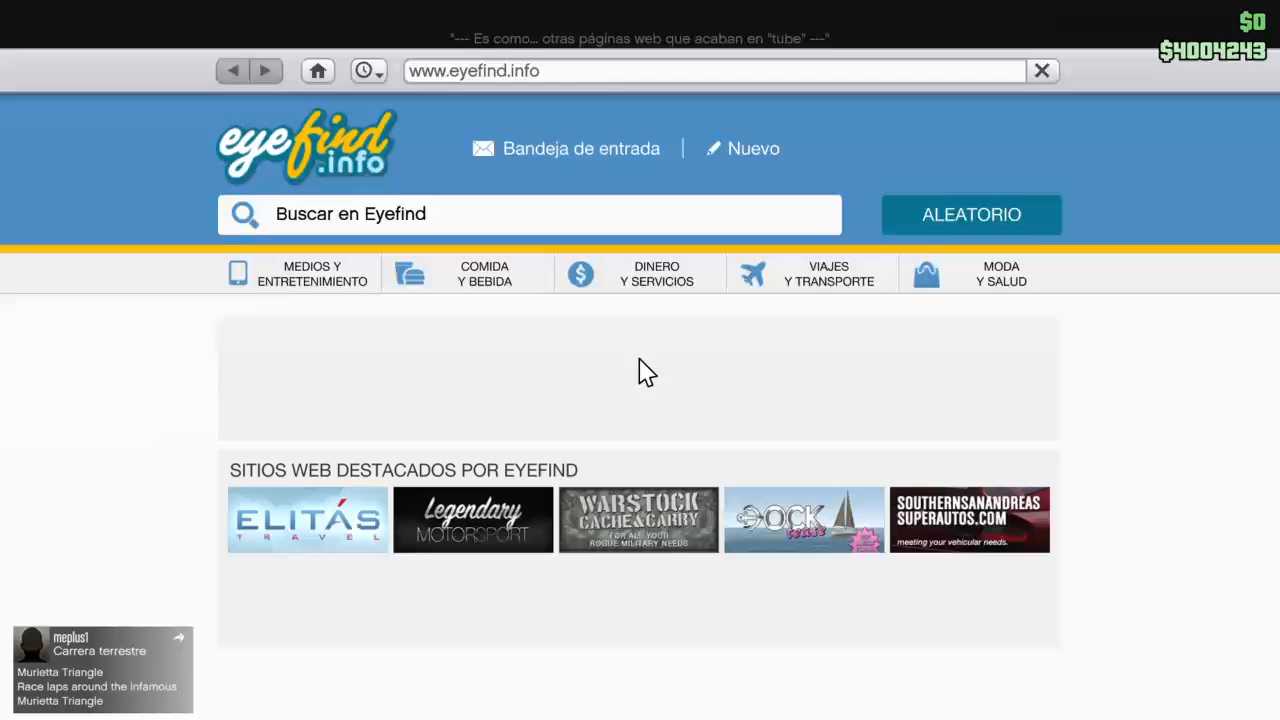 "--- Es como... otras páginas web que acaban en "tube" ---"
$0
$4004243
www.eyefind.info
eyefind
.info
Bandeja de entrada
Nuevo
Buscar en Eyefind
ALEATORIO
MEDIOS Y
ENTRETENIMIENTO
COMIDA
Y BEBIDA
DINERO
Y SERVICIOS
VIAJES
Y TRANSPORTE
MODA
Y SALUD
SITIOS WEB DESTACADOS POR EYEFIND
ELITÁS
TRAVEL
Legendary
MOTORSPORT
WARSTOCK
CACHE&CARRY
FOR ALL YOUR
ROGUE MILITARY NEEDS
DOCK
tease
SOUTHERNSANANDREAS
SUPERAUTOS.COM
meeting your vehicular needs.
meplus1
Carrera terrestre
Murietta Triangle
Race laps around the infamous
Murietta Triangle